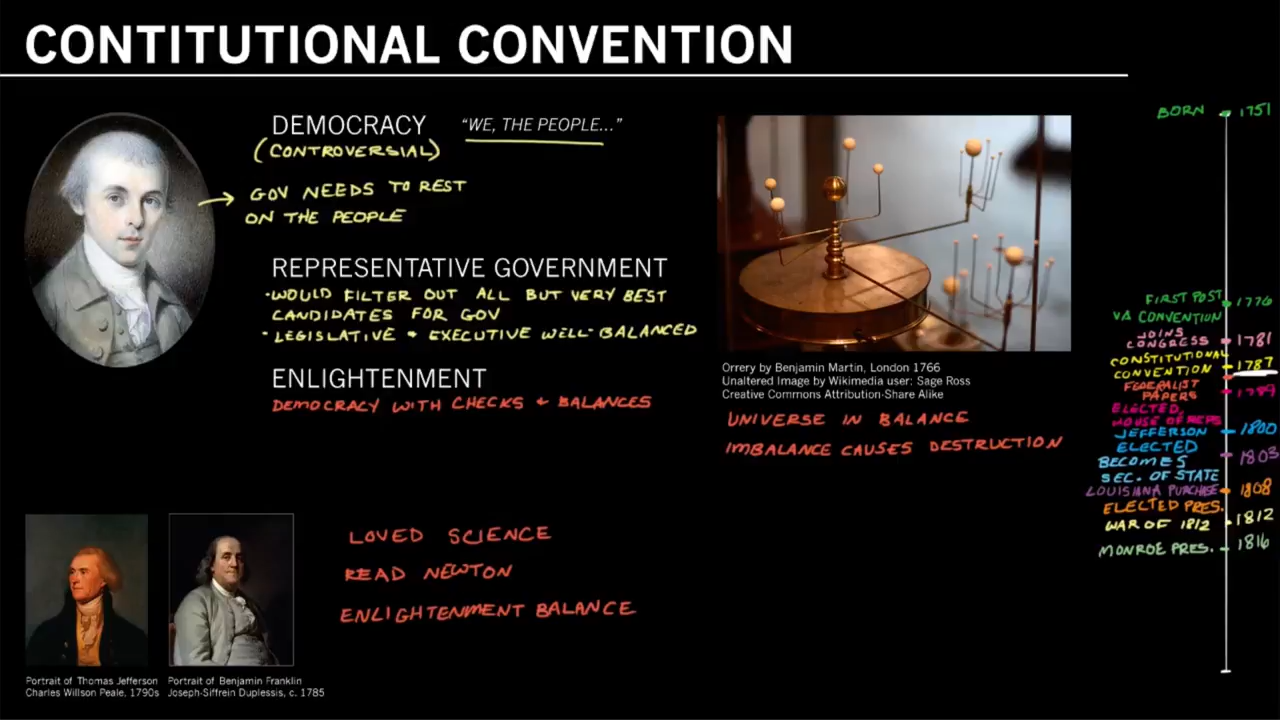 CONTITUTIONAL CONVENTION
DEMOCRACY "WE, THE PEOPLE..."
(CONTROVERSIAL)
GOV NEEDS TO REST
ON THE PEOPLE
REPRESENTATIVE GOVERNMENT
•WOULD FILTER OUT ALL BUT VERY BEST
CANDIDATES FOR GOV
•LEGISLATIVE + EXECUTIVE WELL-BALANCED
ENLIGHTENMENT
DEMOCRACY WITH CHECKS + BALANCES
Orrery by Benjamin Martin, London 1766
Unaltered Image by Wikimedia user: Sage Ross
Creative Commons Attribution-Share Alike
UNIVERSE IN BALANCE
IMBALANCE CAUSES DESTRUCTION
LOVED SCIENCE
READ NEWTON
ENLIGHTENMENT BALANCE
Portrait of Thomas Jefferson
Charles Willson Peale, 1790s
Portrait of Benjamin Franklin
Joseph-Siffrein Duplessis, c. 1785
BORN 1751
FIRST POST 1776
VA CONVENTION
JOINS
CONGRESS 1781
CONSTITUTIONAL
CONVENTION 1787
FEDERALIST
PAPERS 1789
ELECTED,
HOUSE OF REPS
JEFFERSON 1800
ELECTED
BECOMES 1803
SEC. OF STATE
LOUISIANA PURCHASE 1808
ELECTED PRES.
WAR OF 1812 1812
MONROE PRES. 1816